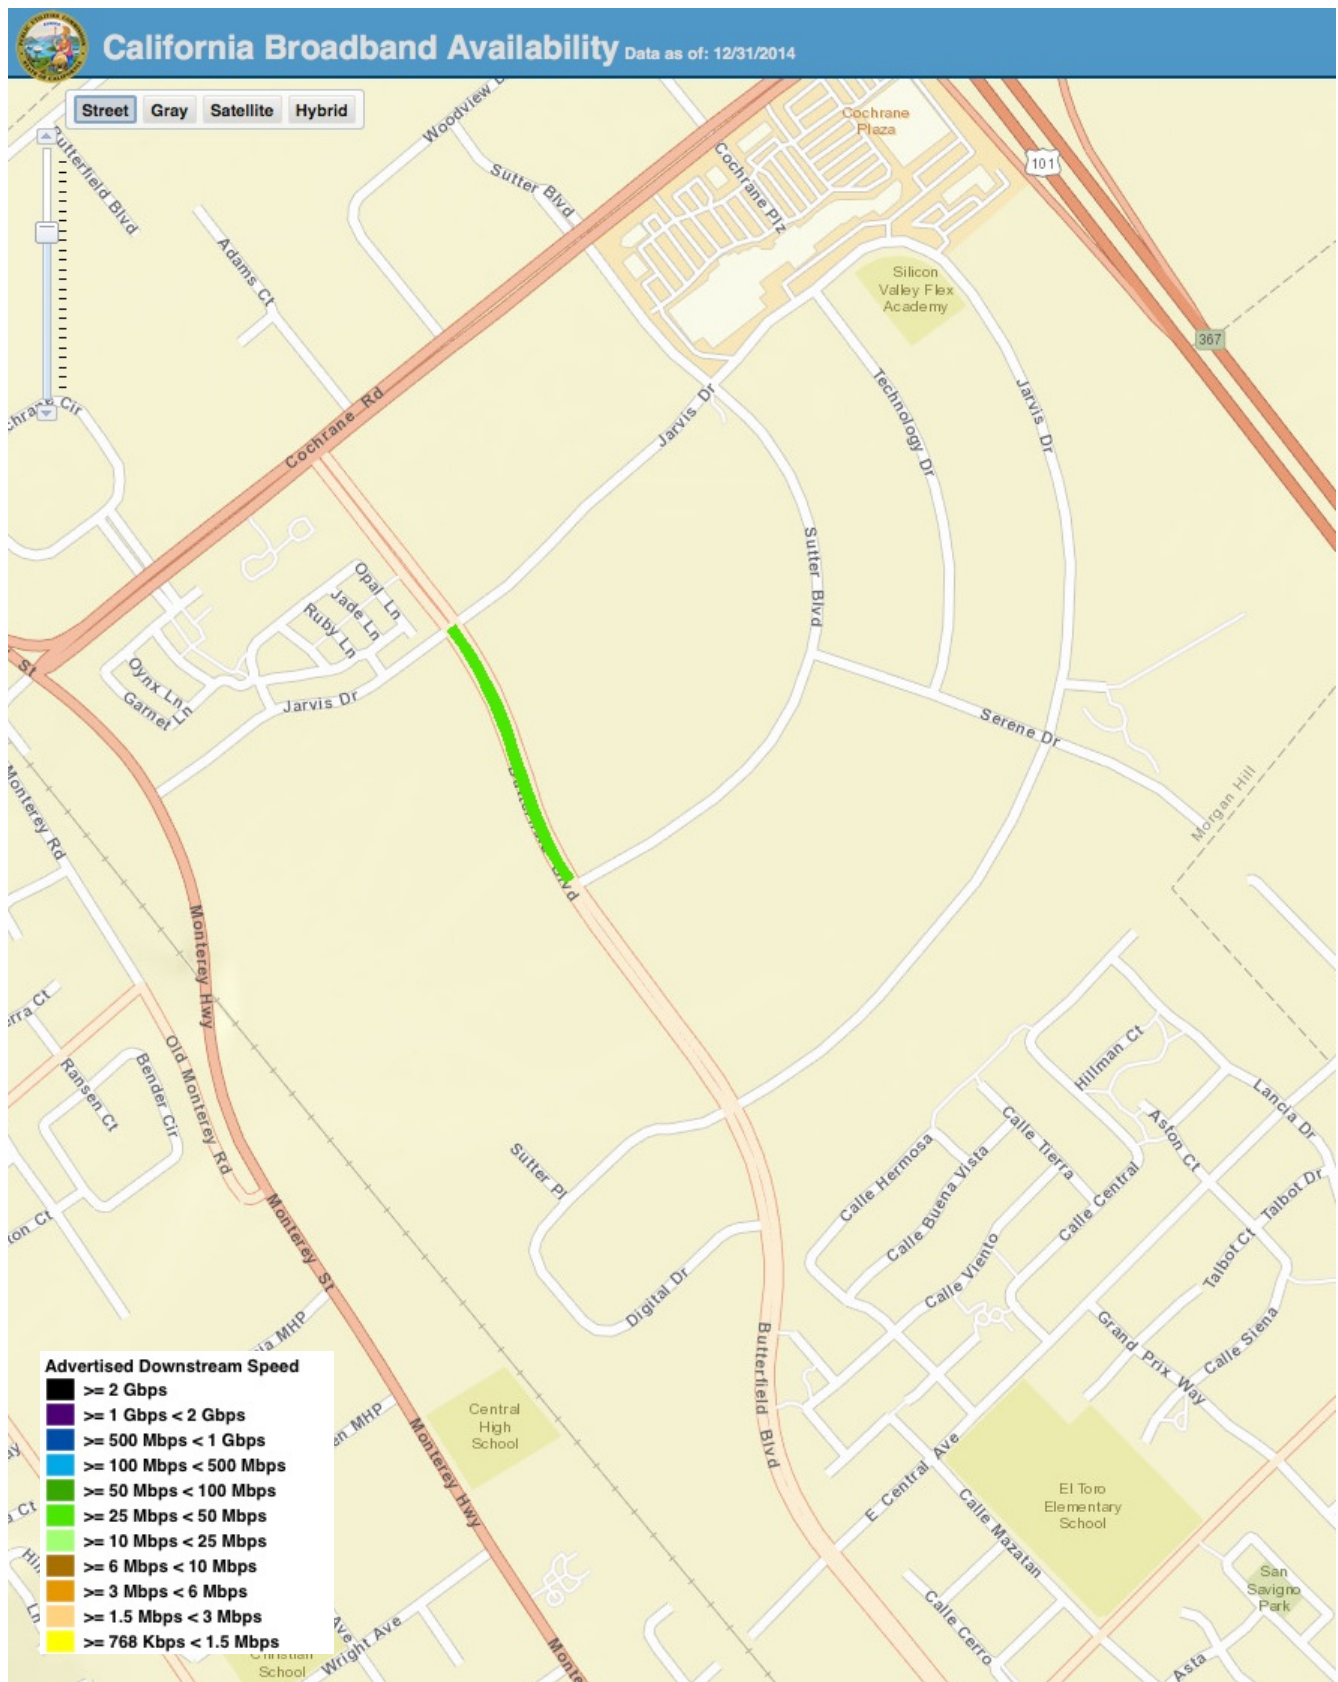 California Broadband Availability Data as of: 12/31/2014
Street Gray Satellite Hybrid
Butterfield Blvd
Adams Ct
Woodview
Sutter Blvd
Cochrane Plz
Cochrane
Plaza
101
Silicon
Valley Flex
Academy
367
Cochrane Rd
Cir
Jarvis Dr
Technology Dr
Jarvis Dr
Sutter Blvd
Opal Ln
Jade Ln
Ruby Ln
Oynx Ln
Garnet Ln
Jarvis Dr
St
Serene Dr
Morgan Hill
Monterey Rd
Blvd
Monterey Hwy
Ransen Ct
Bender Cir
Old Monterey Rd
Hillman Ct
Lancia Dr
Aston Ct
Calle Tierra
Calle Hermosa
Calle Buena Vista
Calle Central
Talbot Dr
Talbot Ct
Calle Viento
Calle Siena
Grand Prix Way
Sutter Pl
Digital Dr
Monterey St
MHP
Butterfield Blvd
Central
High
School
MHP
Monterey Hwy
E Central Ave
El Toro
Elementary
School
Calle Mazatan
Calle Cerro
San
Savigno
Park
Asta
Wright Ave
Ave
School
Advertised Downstream Speed
>= 2 Gbps
>= 1 Gbps < 2 Gbps
>= 500 Mbps < 1 Gbps
>= 100 Mbps < 500 Mbps
>= 50 Mbps < 100 Mbps
>= 25 Mbps < 50 Mbps
>= 10 Mbps < 25 Mbps
>= 6 Mbps < 10 Mbps
>= 3 Mbps < 6 Mbps
>= 1.5 Mbps < 3 Mbps
>= 768 Kbps < 1.5 Mbps